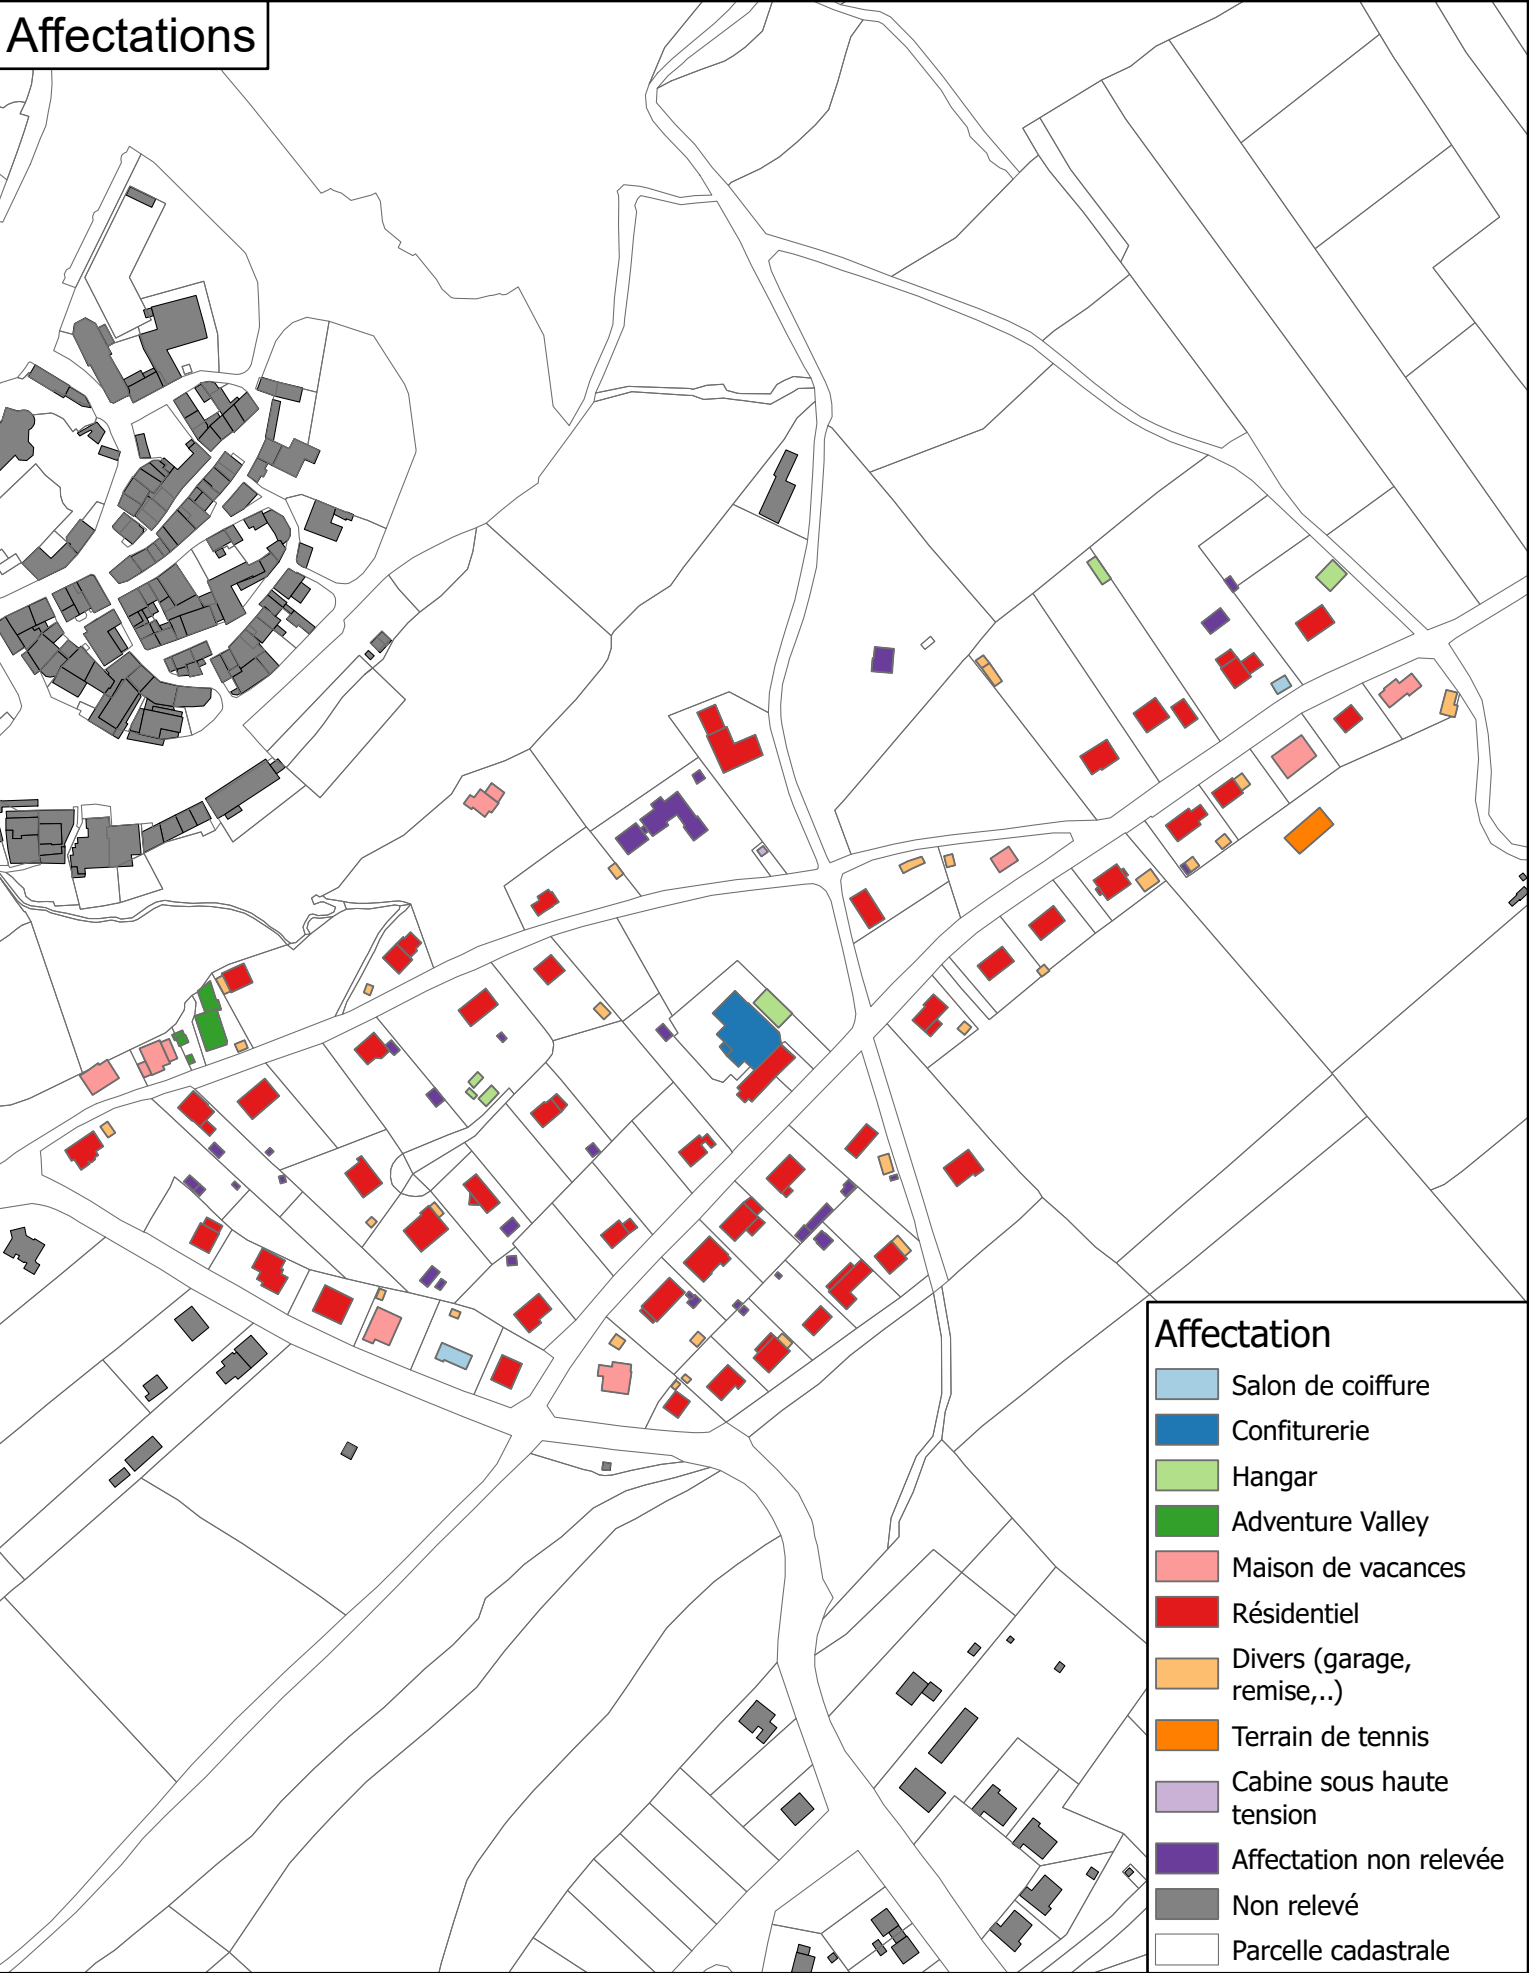 Affectations
Affectation
Salon de coiffure
Confiturerie
Hangar
Adventure Valley
Maison de vacances
Résidentiel
Divers (garage,
remise,..)
Terrain de tennis
Cabine sous haute
tension
Affectation non relevée
Non relevé
Parcelle cadastrale